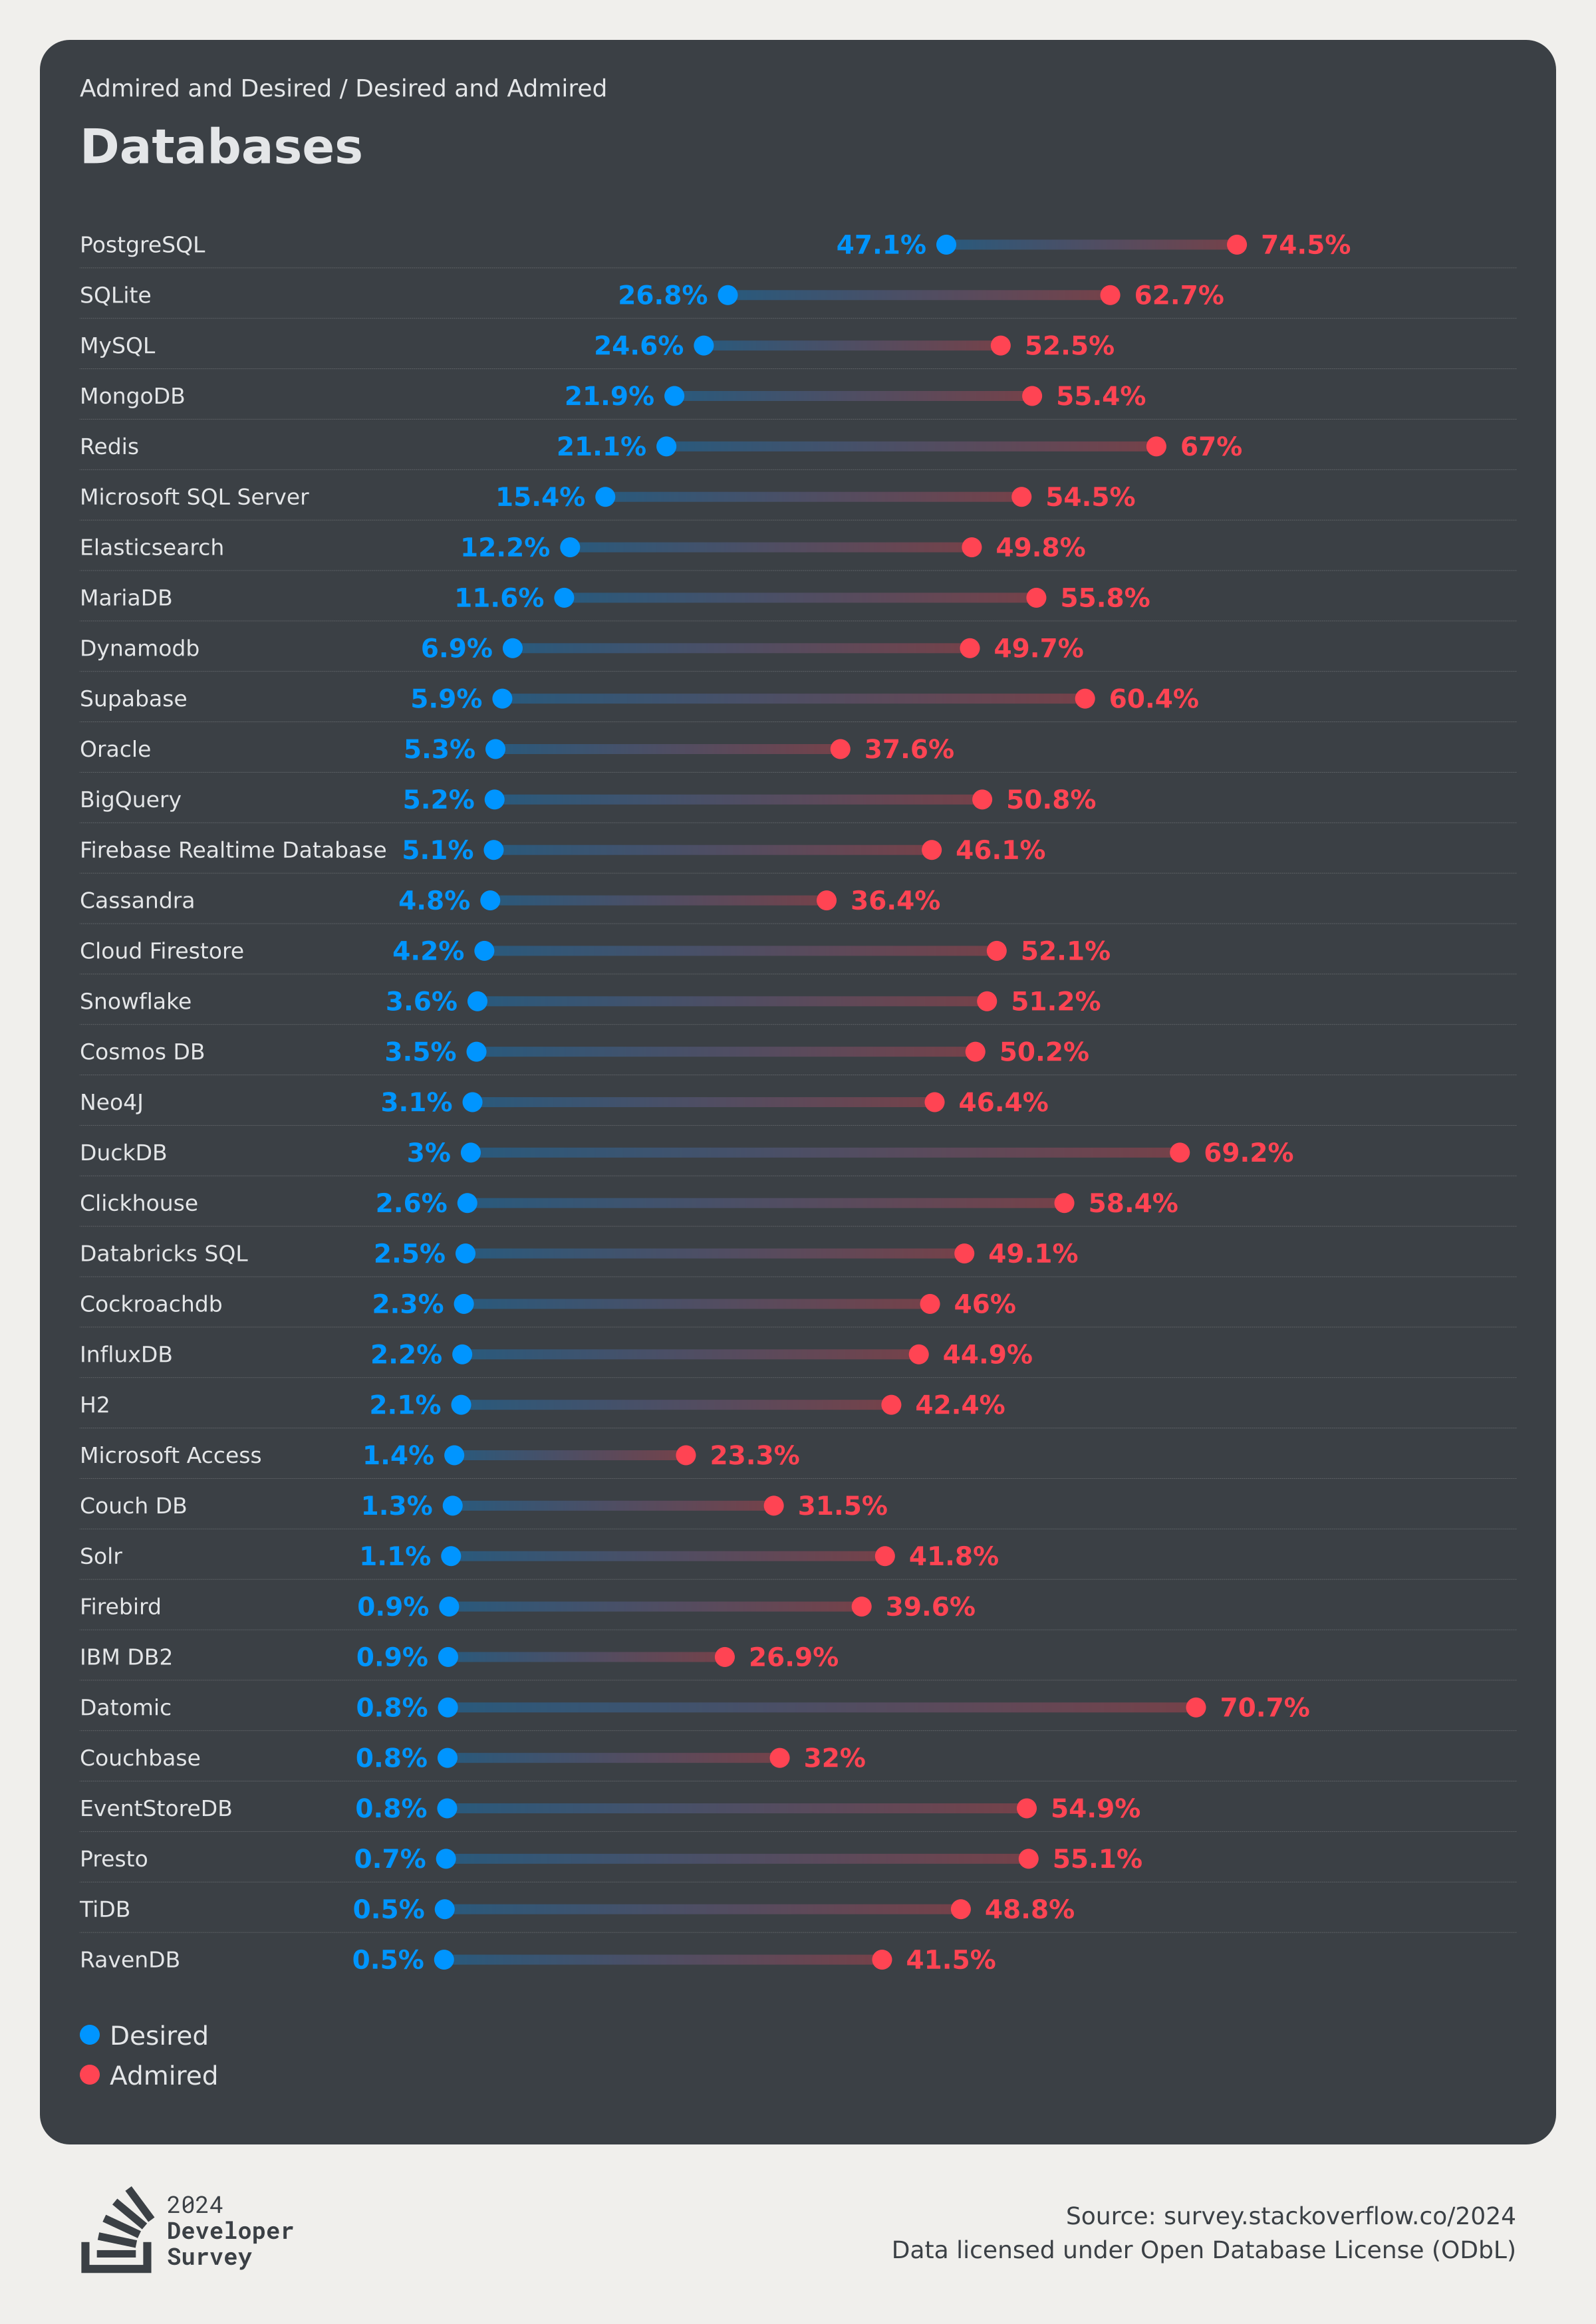 Admired and Desired / Desired and Admired
Databases
PostgreSQL 47.1% 74.5%
SQLite 26.8% 62.7%
MySQL 24.6% 52.5%
MongoDB 21.9% 55.4%
Redis 21.1% 67%
Microsoft SQL Server 15.4% 54.5%
Elasticsearch 12.2% 49.8%
MariaDB 11.6% 55.8%
Dynamodb 6.9% 49.7%
Supabase 5.9% 60.4%
Oracle 5.3% 37.6%
BigQuery 5.2% 50.8%
Firebase Realtime Database 5.1% 46.1%
Cassandra 4.8% 36.4%
Cloud Firestore 4.2% 52.1%
Snowflake 3.6% 51.2%
Cosmos DB 3.5% 50.2%
Neo4J 3.1% 46.4%
DuckDB 3% 69.2%
Clickhouse 2.6% 58.4%
Databricks SQL 2.5% 49.1%
Cockroachdb 2.3% 46%
InfluxDB 2.2% 44.9%
H2 2.1% 42.4%
Microsoft Access 1.4% 23.3%
Couch DB 1.3% 31.5%
Solr 1.1% 41.8%
Firebird 0.9% 39.6%
IBM DB2 0.9% 26.9%
Datomic 0.8% 70.7%
Couchbase 0.8% 32%
EventStoreDB 0.8% 54.9%
Presto 0.7% 55.1%
TiDB 0.5% 48.8%
RavenDB 0.5% 41.5%
Desired
Admired
2024
Developer
Survey
Source: survey.stackoverflow.co/2024
Data licensed under Open Database License (ODbL)